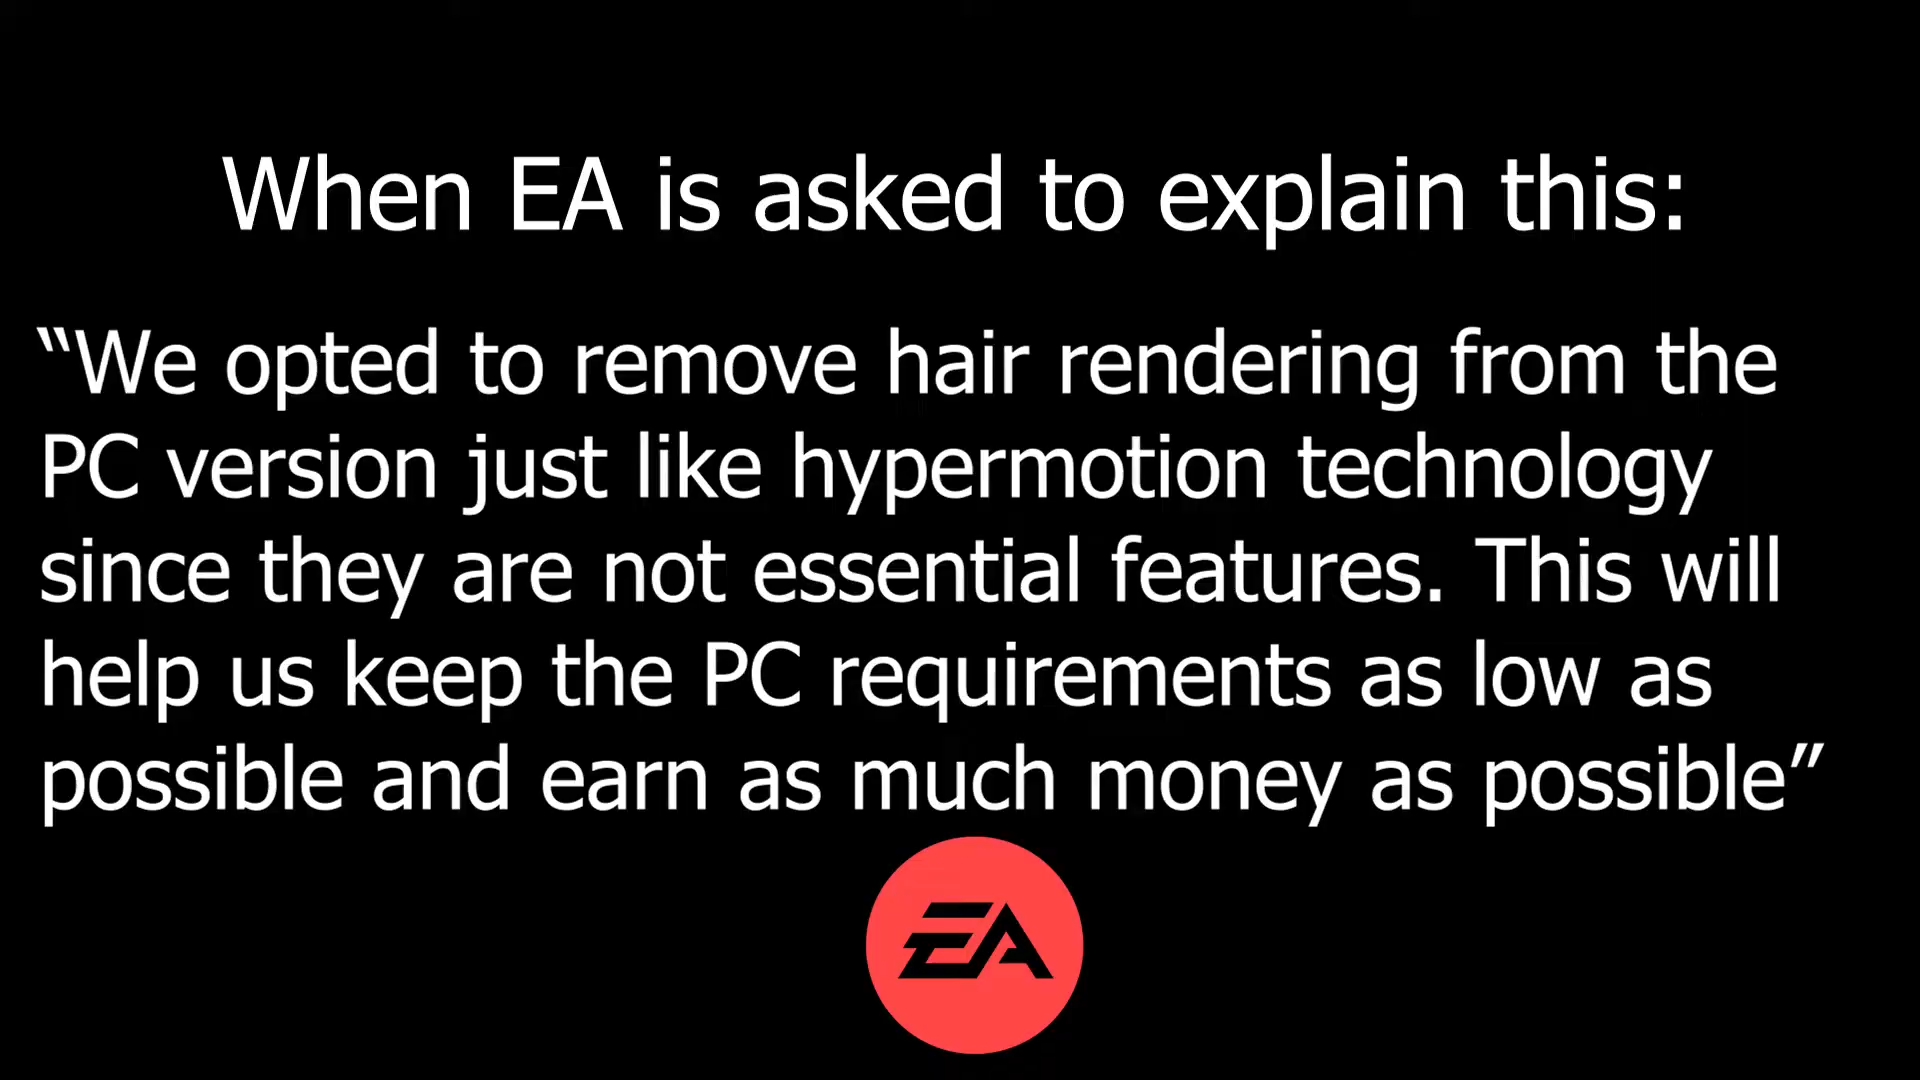 When EA is asked to explain this:
“We opted to remove hair rendering from the
PC version just like hypermotion technology
since they are not essential features. This will
help us keep the PC requirements as low as
possible and earn as much money as possible”
EA